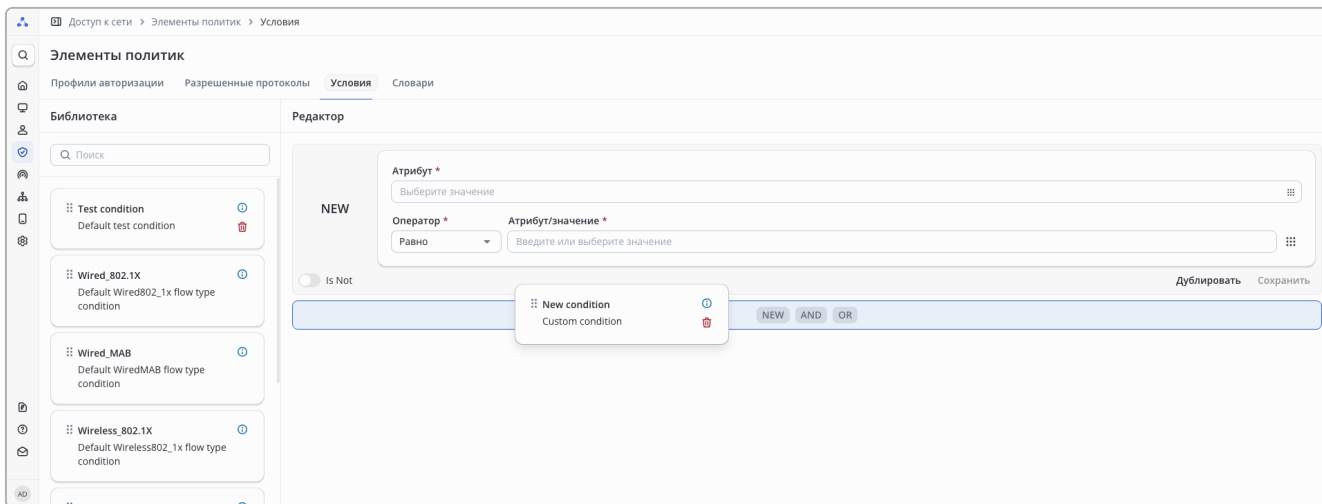 Доступ к сети > Элементы политик > Условия
Элементы политик
Профили авторизации Разрешенные протоколы Условия Словари
Библиотека
Поиск
Test condition
Default test condition
Wired_802.1X
Default Wired802_1x flow type
condition
Wired_MAB
Default WiredMAB flow type
condition
Wireless_802.1X
Default Wireless802_1x flow type
condition
AD
Редактор
NEW
Атрибут *
Выберите значение
Оператор * Атрибут/значение *
Равно Введите или выберите значение
Is Not Дублировать Сохранить
New condition
Custom condition
NEW AND OR